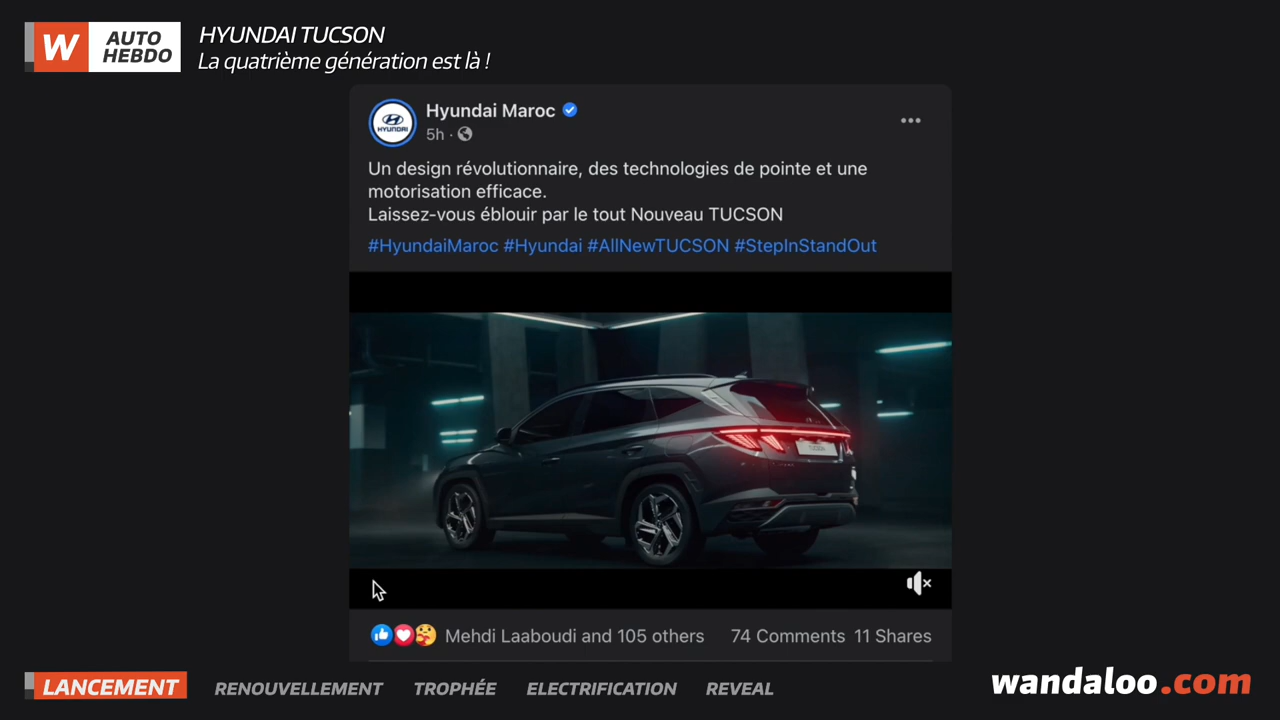 W AUTO HEBDO
HYUNDAI TUCSON
La quatrième génération est là !
HYUNDAI
Hyundai Maroc
5h ·
Un design révolutionnaire, des technologies de pointe et une
motorisation efficace.
Laissez-vous éblouir par le tout Nouveau TUCSON
#HyundaiMaroc #Hyundai #AllNewTUCSON #StepInStandOut
TUCSON
Mehdi Laaboudi and 105 others 74 Comments 11 Shares
LANCEMENT RENOUVELLEMENT TROPHÉE ELECTRIFICATION REVEAL
wandaloo.com